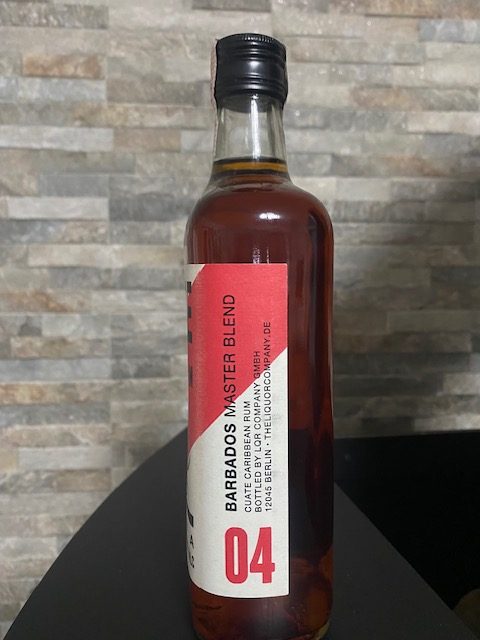 BARBADOS MASTER BLEND
CUATE CARIBBEAN RUM
BOTTLED BY LQR COMPANY GMBH
12045 BERLIN · THELIQUORCOMPANY.DE
04